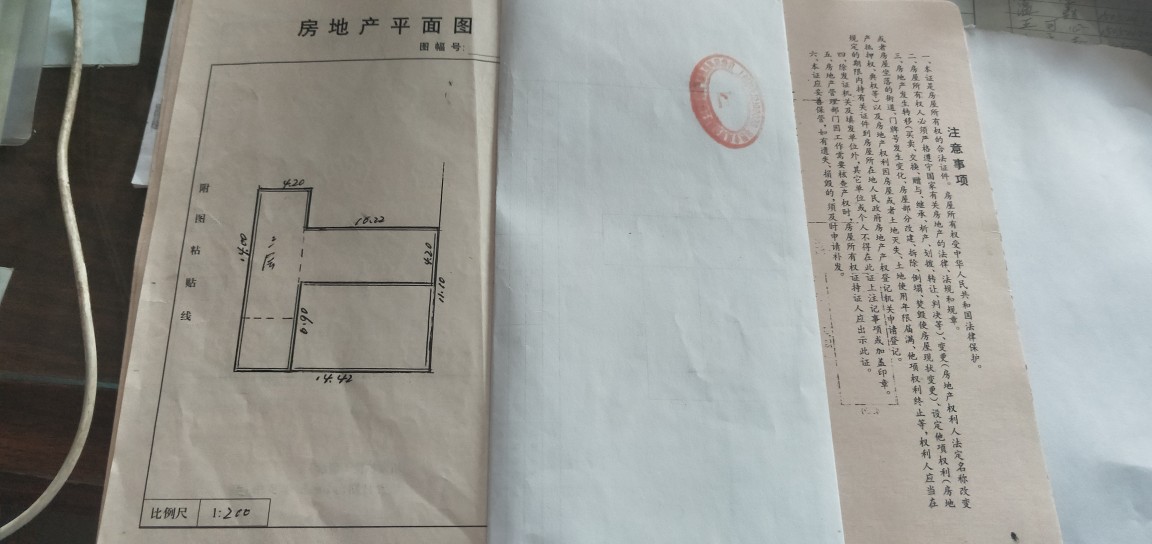 房地产平面图
图幅号:
附图粘贴线
4.20
10.22
14.00
二层
4.20
11.10
14.42
比例尺 1:200
注意事项
一、本证是房屋所有权的合法证件。房屋所有权受中华人民共和国法律保护。
二、房屋所有权人必须严格遵守国家有关房地产的法律、法规和规章。
三、房地产发生转移(买卖、交换、赠与、继承、析产、划拨、转让、判决等)、变更(房地产权利人法定名称改变
或者房屋坐落的街道、门牌号发生变化、房屋部分改建、拆除、倒塌、焚毁使房屋现状变更)、设定他项权利(房地
产抵押权、典权等)以及房地产权利因房屋或者土地灭失、土地使用年限届满、他项权利终止等,权利人应当在
规定的期限内持有关证件到房屋所在地人民政府房地产产权登记机关申请登记。
四、除发证机关及填发单位外,其它单位或个人不得在此证上注记事项或加盖印章。
五、房地产管理部门因工作需要核查产权时,房屋所有权证持证人应出示此证。
六、本证应妥善保管,如有遗失、损毁的,须及时申请补发。